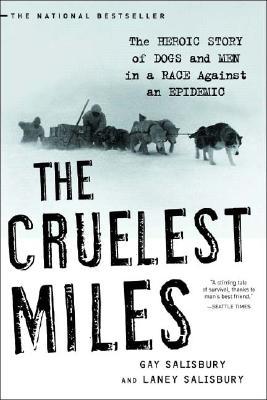 THE NATIONAL BESTSELLER
The HEROIC STORY
of DOGS and MEN
in a RACE Against
an EPIDEMIC
THE
CRUELEST
MILES
"A stirring tale
of survival, thanks to
man's best friend."
—SEATTLE TIMES
GAY SALISBURY
AND LANEY SALISBURY